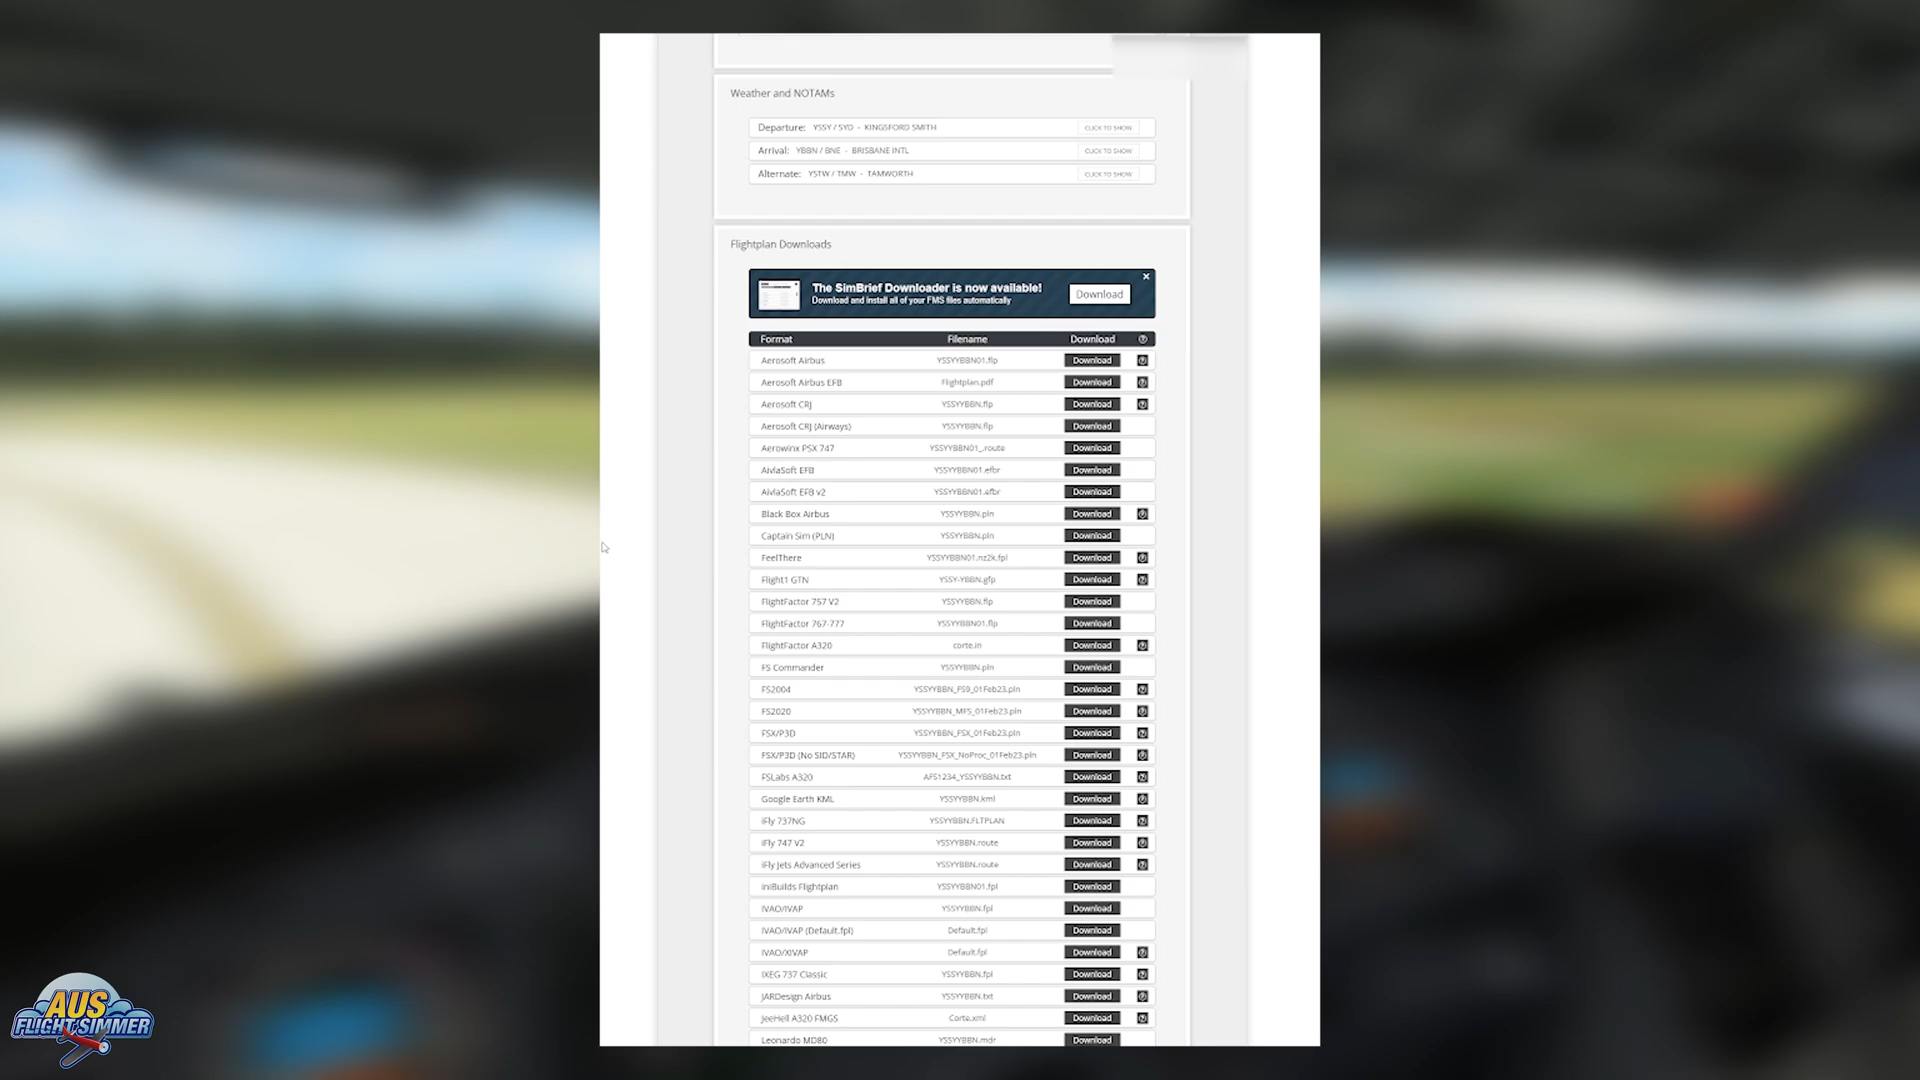 Weather and NOTAMs
Departure: YSSY / SYD - KINGSFORD SMITH CLICK TO SHOW
Arrival: YBBN / BNE - BRISBANE INTL CLICK TO SHOW
Alternate: YSTW / TMW - TAMWORTH CLICK TO SHOW
Flightplan Downloads
The SimBrief Downloader is now available!
Download and install all of your FMS files automatically
Download
Format Filename Download
Aerosoft Airbus YSSYYBBN01.flp Download
Aerosoft Airbus EFB Flightplan.pdf Download
Aerosoft CRJ YSSYYBBN.flp Download
Aerosoft CRJ (Airways) YSSYYBBN.flp Download
Aerowinx PSX 747 YSSYYBBN01_.route Download
AivlaSoft EFB YSSYYBBN01.efbr Download
AivlaSoft EFB v2 YSSYYBBN01.efbr Download
Black Box Airbus YSSYYBBN.pln Download
Captain Sim (PLN) YSSYYBBN.pln Download
FeelThere YSSYYBBN01.nz2k.fpl Download
Flight1 GTN YSSY-YBBN.gfp Download
FlightFactor 757 V2 YSSYYBBN.flp Download
FlightFactor 767-777 YSSYYBBN01.flp Download
FlightFactor A320 corte.in Download
FS Commander YSSYYBBN.pln Download
FS2004 YSSYYBBN_FS9_01Feb23.pln Download
FS2020 YSSYYBBN_MFS_01Feb23.pln Download
FSX/P3D YSSYYBBN_FSX_01Feb23.pln Download
FSX/P3D (No SID/STAR) YSSYYBBN_FSX_NoProc_01Feb23.pln Download
FSLabs A320 AFS1234_YSSYYBBN.txt Download
Google Earth KML YSSYYBBN.kml Download
iFly 737NG YSSYYBBN.FLTPLAN Download
iFly 747 V2 YSSYYBBN.route Download
iFly Jets Advanced Series YSSYYBBN.route Download
iniBuilds Flightplan YSSYYBBN01.fpl Download
IVAO/IVAP YSSYYBBN.fpl Download
IVAO/IVAP (Default.fpl) Default.fpl Download
IVAO/XIVAP Default.fpl Download
IXEG 737 Classic YSSYYBBN.fpl Download
JARDesign Airbus YSSYYBBN.txt Download
JeeHell A320 FMGS Corte.xml Download
Leonardo MD80 YSSYYBBN.mdr Download
AUS
FLIGHT SIMMER